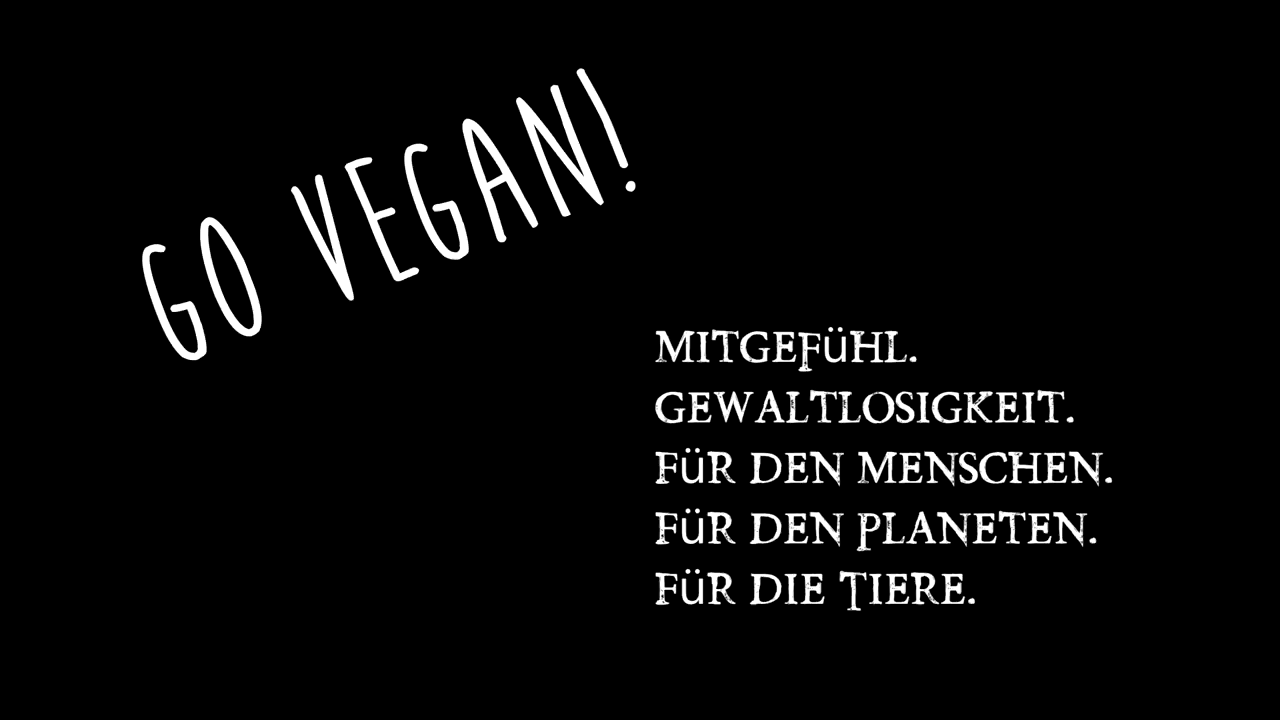 GO VEGAN!
MITGEFüHL.
GEWALTLOSIGKEIT.
FüR DEN MENSCHEN.
FüR DEN PLANETEN.
FüR DIE TIERE.